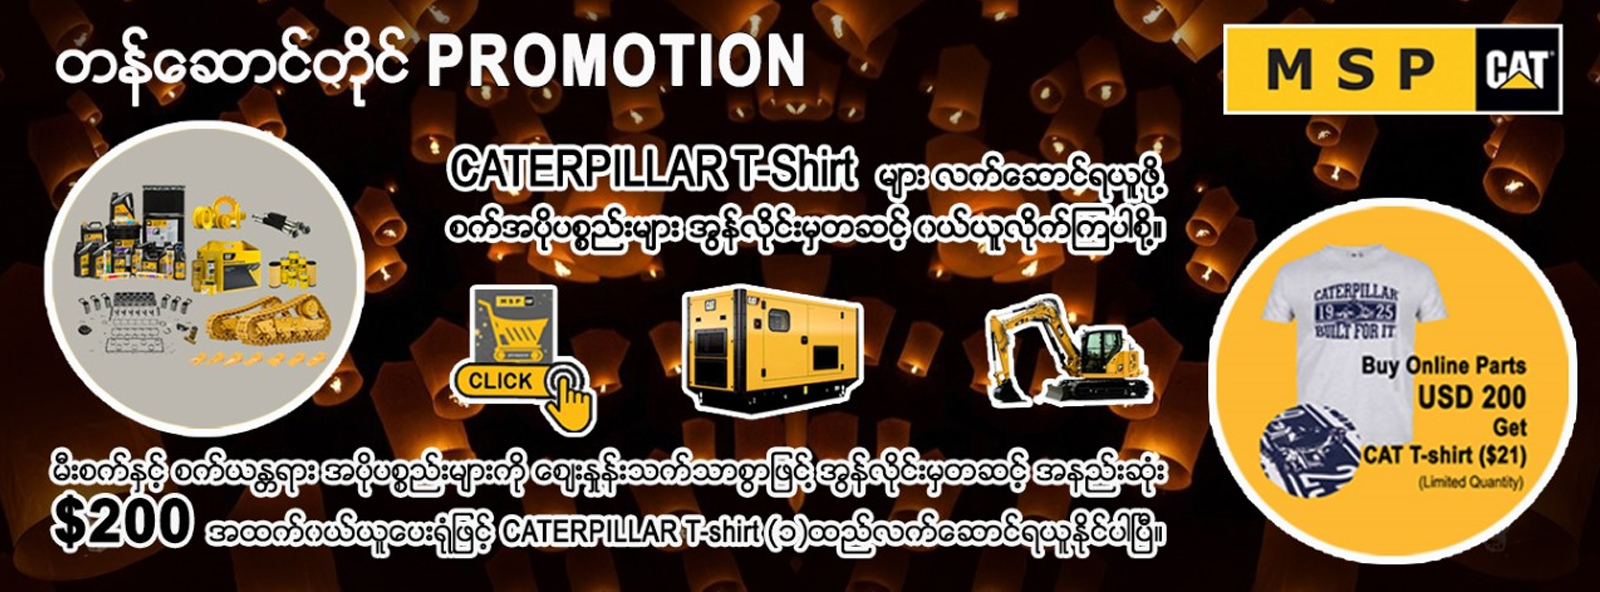 တန်ဆောင်တိုင် PROMOTION
MSP CAT
CATERPILLAR T-Shirt များ လက်ဆောင်ရယူဖို့
စက်အပိုပစ္စည်းများ အွန်လိုင်းမှတဆင့် ဝယ်ယူလိုက်ကြပါစို့။
MSP
CLICK
CATERPILLAR
1925
BUILT FOR IT
Buy Online Parts
USD 200
Get
CAT T-shirt ($21)
(Limited Quantity)
မီးစက်နှင့် စက်ယန္တရား အပိုပစ္စည်းများကို ဈေးနှုန်းသက်သာစွာဖြင့် အွန်လိုင်းမှတဆင့် အနည်းဆုံး
$200 အထက်ဝယ်ယူပေးရုံဖြင့် CATERPILLAR T-shirt (၁)ထည်လက်ဆောင်ရယူနိုင်ပါပြီ။